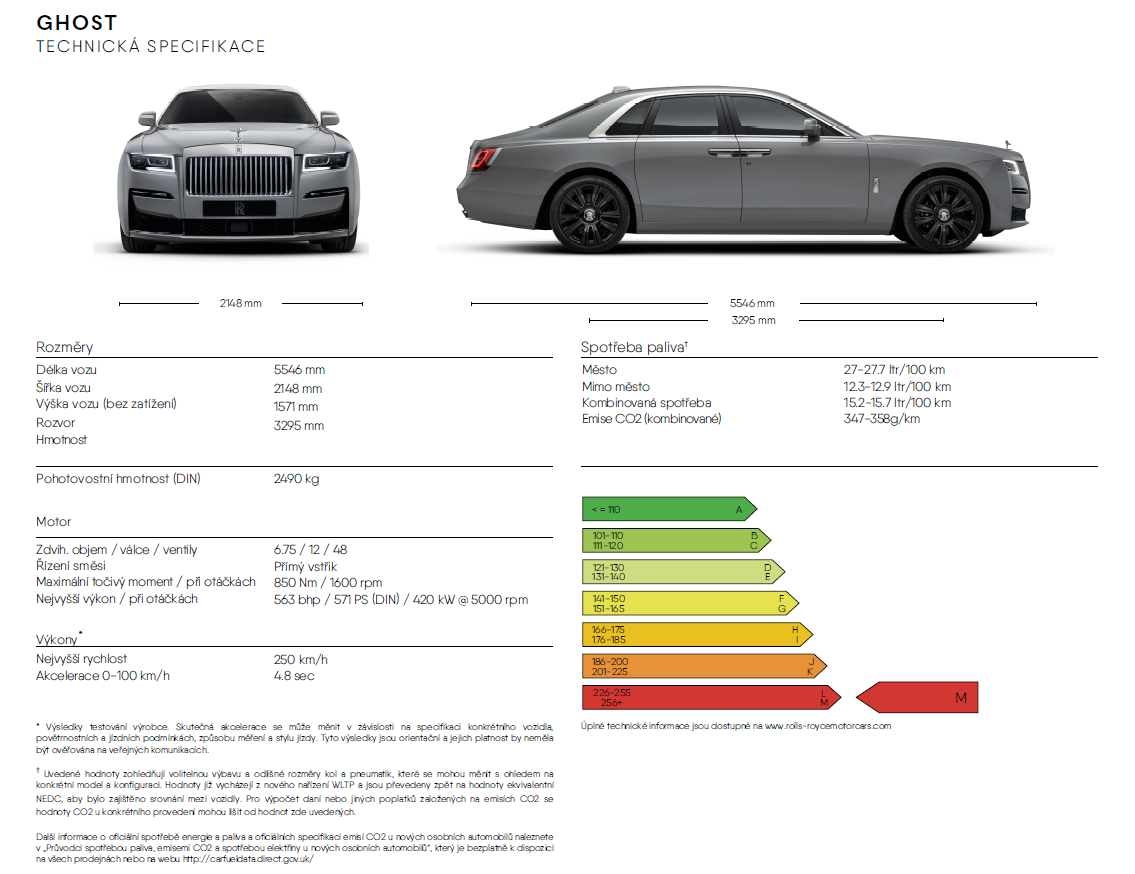 GHOST
TECHNICKÁ SPECIFIKACE
2148 mm
5546 mm
3295 mm
Rozměry
Délka vozu 5546 mm
Šířka vozu 2148 mm
Výška vozu (bez zatížení) 1571 mm
Rozvor 3295 mm
Hmotnost
Pohotovostní hmotnost (DIN) 2490 kg
Motor
Zdvih. objem / válce / ventily 6.75 / 12 / 48
Řízení směsi Přímý vstřik
Maximální točivý moment / při otáčkách 850 Nm / 1600 rpm
Nejvyšší výkon / při otáčkách 563 bhp / 571 PS (DIN) / 420 kW @ 5000 rpm
Výkony*
Nejvyšší rychlost 250 km/h
Akcelerace 0-100 km/h 4.8 sec
* Výsledky testování výrobce. Skutečná akcelerace se může měnit v závislosti na specifikaci konkrétního vozidla,
povětrnostních a jízdních podmínkách, způsobu měření a stylu jízdy. Tyto výsledky jsou orientační a jejich platnost by neměla
být ověřována na veřejných komunikacích.
† Uvedené hodnoty zohledňují volitelnou výbavu a odlišné rozměry kol a pneumatik, které se mohou měnit s ohledem na
konkrétní model a konfiguraci. Hodnoty již vycházejí z nového nařízení WLTP a jsou převedeny zpět na hodnoty ekvivalentní
NEDC, aby bylo zajištěno srovnání mezi vozidly. Pro výpočet daní nebo jiných poplatků založených na emisích CO2 se
hodnoty CO2 u konkrétního provedení mohou lišit od hodnot zde uvedených.
Další informace o oficiální spotřebě energie a paliva a oficiálních specifikací emisí CO2 u nových osobních automobilů naleznete
v „Průvodci spotřebou paliva, emisemi CO2 a spotřebou elektřiny u nových osobních automobilů“, který je bezplatně k dispozici
na všech prodejnách nebo na webu http://carfueldata.direct.gov.uk/
Spotřeba paliva†
Město 27-27.7 ltr/100 km
Mimo město 12.3-12.9 ltr/100 km
Kombinovaná spotřeba 15.2-15.7 ltr/100 km
Emise CO2 (kombinované) 347-358g/km
< = 110 A
101-110 B
111-120 C
121-130 D
131-140 E
141-150 F
151-165 G
166-175 H
176-185 I
186-200 J
201-225 K
226-255 L
256+ M
M
Úplné technické informace jsou dostupné na www.rolls-roycemotorcars.com